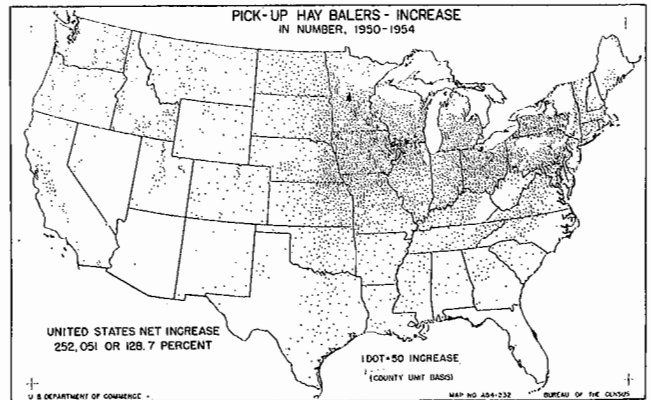 PICK-UP HAY BALERS - INCREASE
IN NUMBER, 1950-1954
UNITED STATES NET INCREASE
252,051 OR 128.7 PERCENT
1 DOT=50 INCREASE
(COUNTY UNIT BASIS)
U S DEPARTMENT OF COMMERCE
MAP NO A54-232
BUREAU OF THE CENSUS